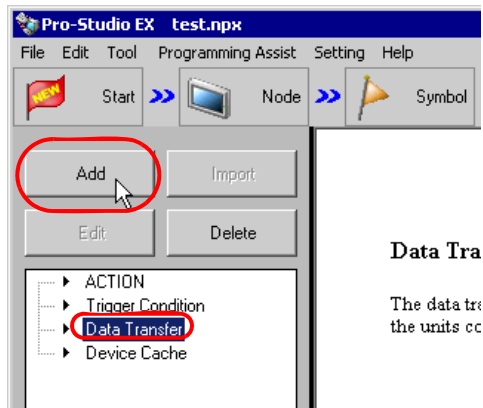 Pro-Studio EX test.npx
File Edit Tool Programming Assist Setting Help
NEW Start Node Symbol
Add Import
Edit Delete
ACTION
Trigger Condition
Data Transfer
Device Cache
Data Tra
The data tra
the units co